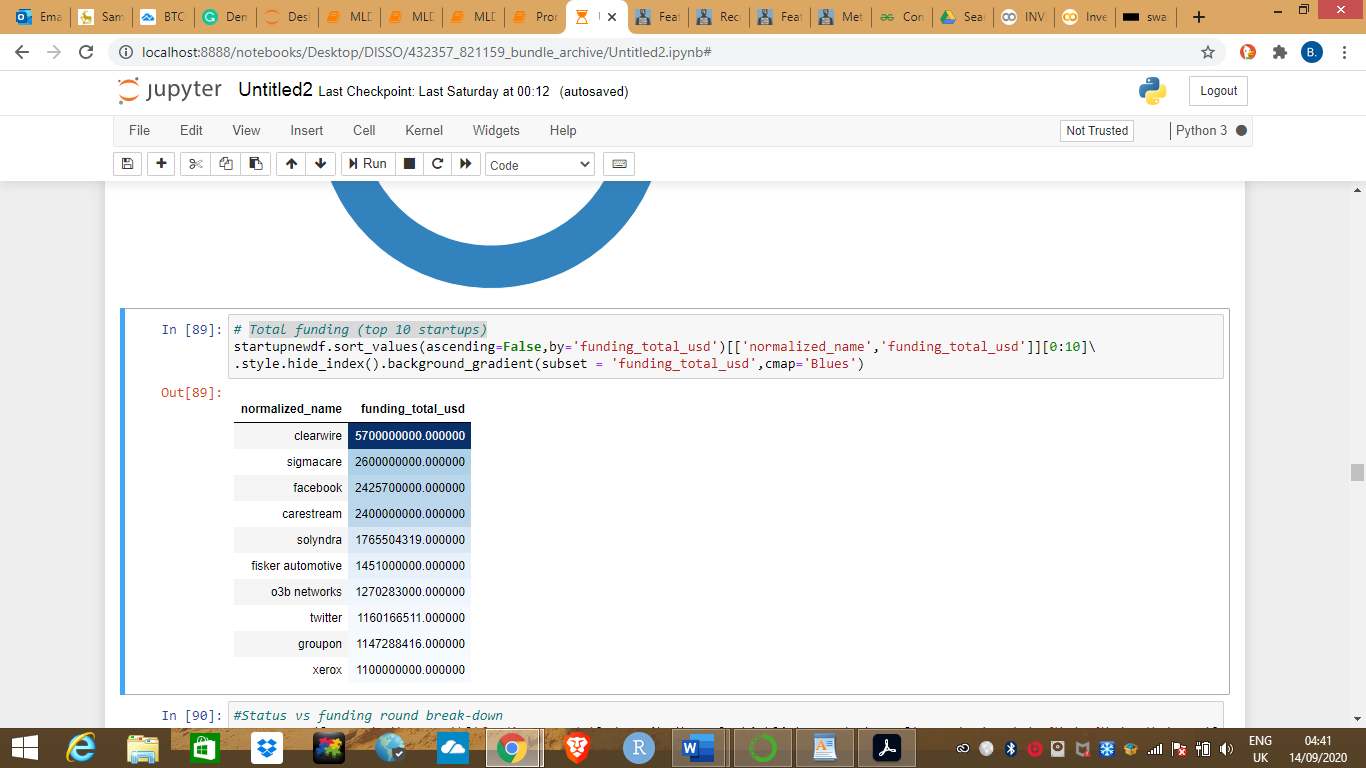 Ema
Sam
BTC
Den
Desl
MLD
MLD
MLD
Pror
Feat
Rec
Feat
Met
Con
Sear
INVI
Inve
swa
localhost:8888/notebooks/Desktop/DISSO/432357_821159_bundle_archive/Untitled2.ipynb#
B.
jupyter Untitled2 Last Checkpoint: Last Saturday at 00:12 (autosaved)
Logout
File Edit View Insert Cell Kernel Widgets Help
Not Trusted
Python 3
Run
Code
In [89]:
# Total funding (top 10 startups)
startupnewdf.sort_values(ascending=False,by='funding_total_usd')[['normalized_name','funding_total_usd']][0:10]\
.style.hide_index().background_gradient(subset = 'funding_total_usd',cmap='Blues')
Out[89]:
normalized_name funding_total_usd
clearwire 5700000000.000000
sigmacare 2600000000.000000
facebook 2425700000.000000
carestream 2400000000.000000
solyndra 1765504319.000000
fisker automotive 1451000000.000000
o3b networks 1270283000.000000
twitter 1160166511.000000
groupon 1147288416.000000
xerox 1100000000.000000
In [90]:
#Status vs funding round break-down
ENG 04:41
UK 14/09/2020